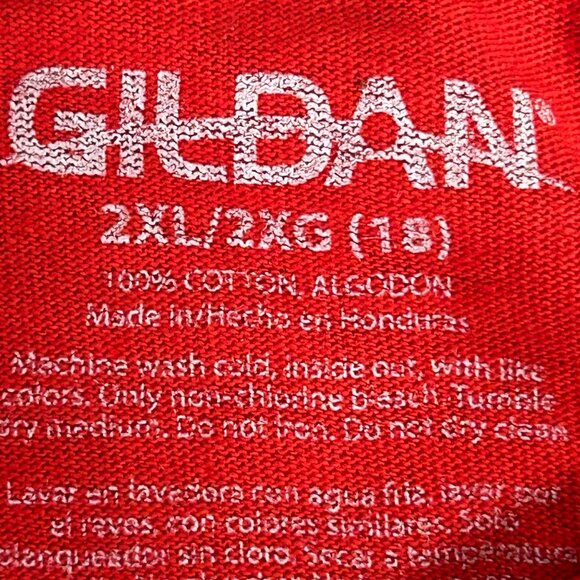 GILDAN®
2XL/2XG (18)
100% COTTON, ALGODON
Made in/Hecho en Honduras
Machine wash cold, inside out, with like
colors. Only non-chlorine bleach. Tumble
dry medium. Do not iron. Do not dry clean
Lavar en lavadora con agua fria, lavar por
el reves, con colores similares. Solo
blanqueador sin cloro. Secar a temperatura